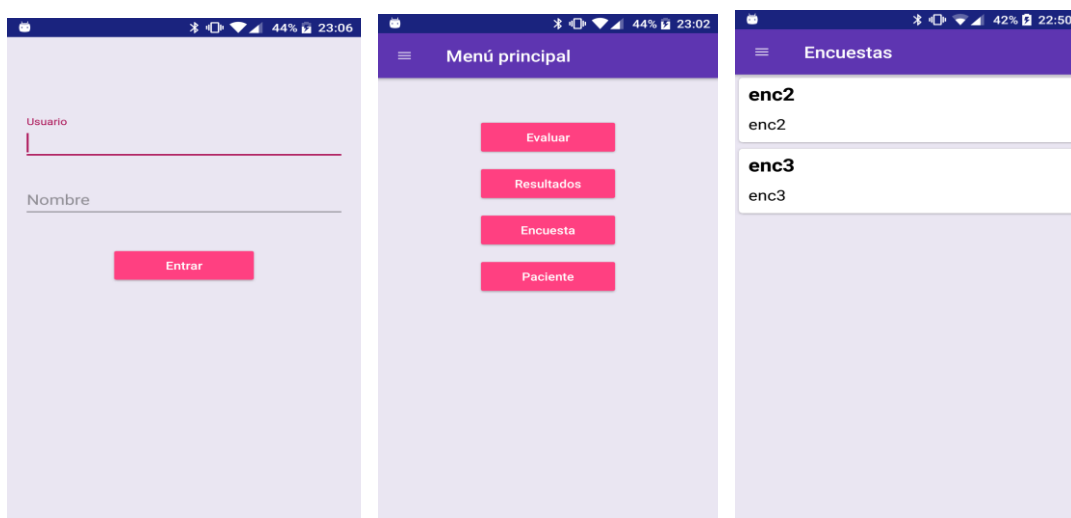 44% 23:06
Usuario
Nombre
Entrar
44% 23:02
Menú principal
Evaluar
Resultados
Encuesta
Paciente
42% 22:50
Encuestas
enc2
enc2
enc3
enc3